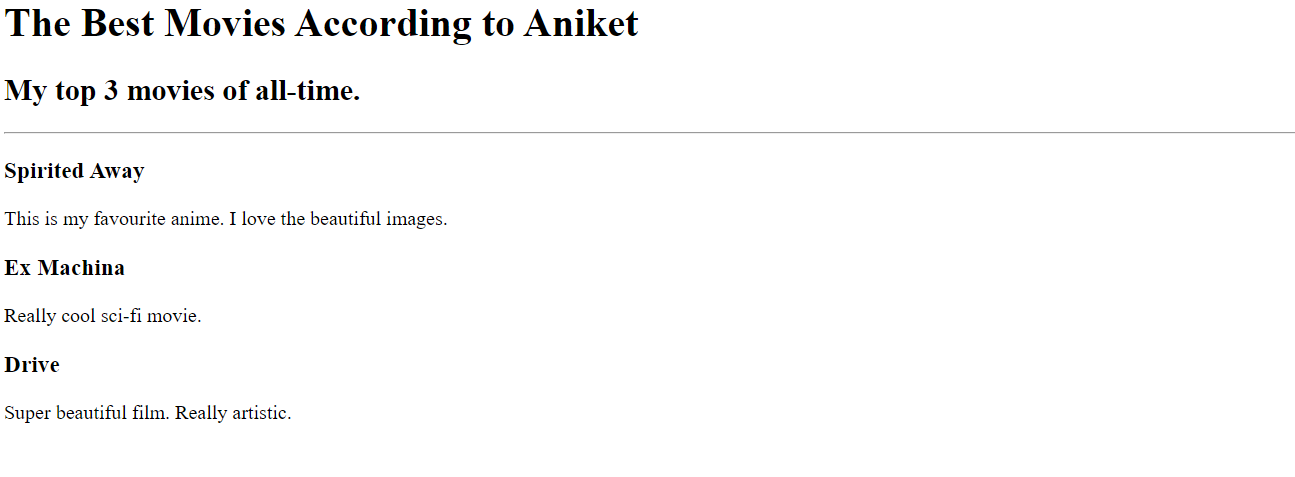 The Best Movies According to Aniket
My top 3 movies of all-time.
Spirited Away
This is my favourite anime. I love the beautiful images.
Ex Machina
Really cool sci-fi movie.
Drive
Super beautiful film. Really artistic.